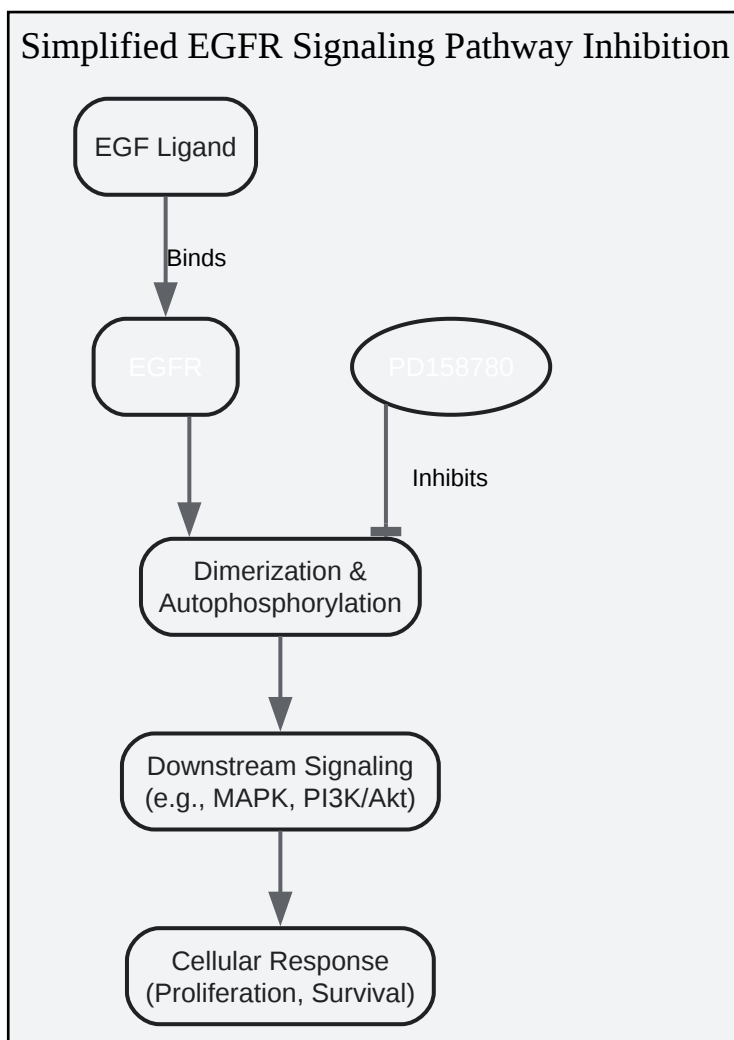 Simplified EGFR Signaling Pathway Inhibition
EGF Ligand
Binds
EGFR
PD158780
Inhibits
Dimerization &
Autophosphorylation
Downstream Signaling
(e.g., MAPK, PI3K/Akt)
Cellular Response
(Proliferation, Survival)